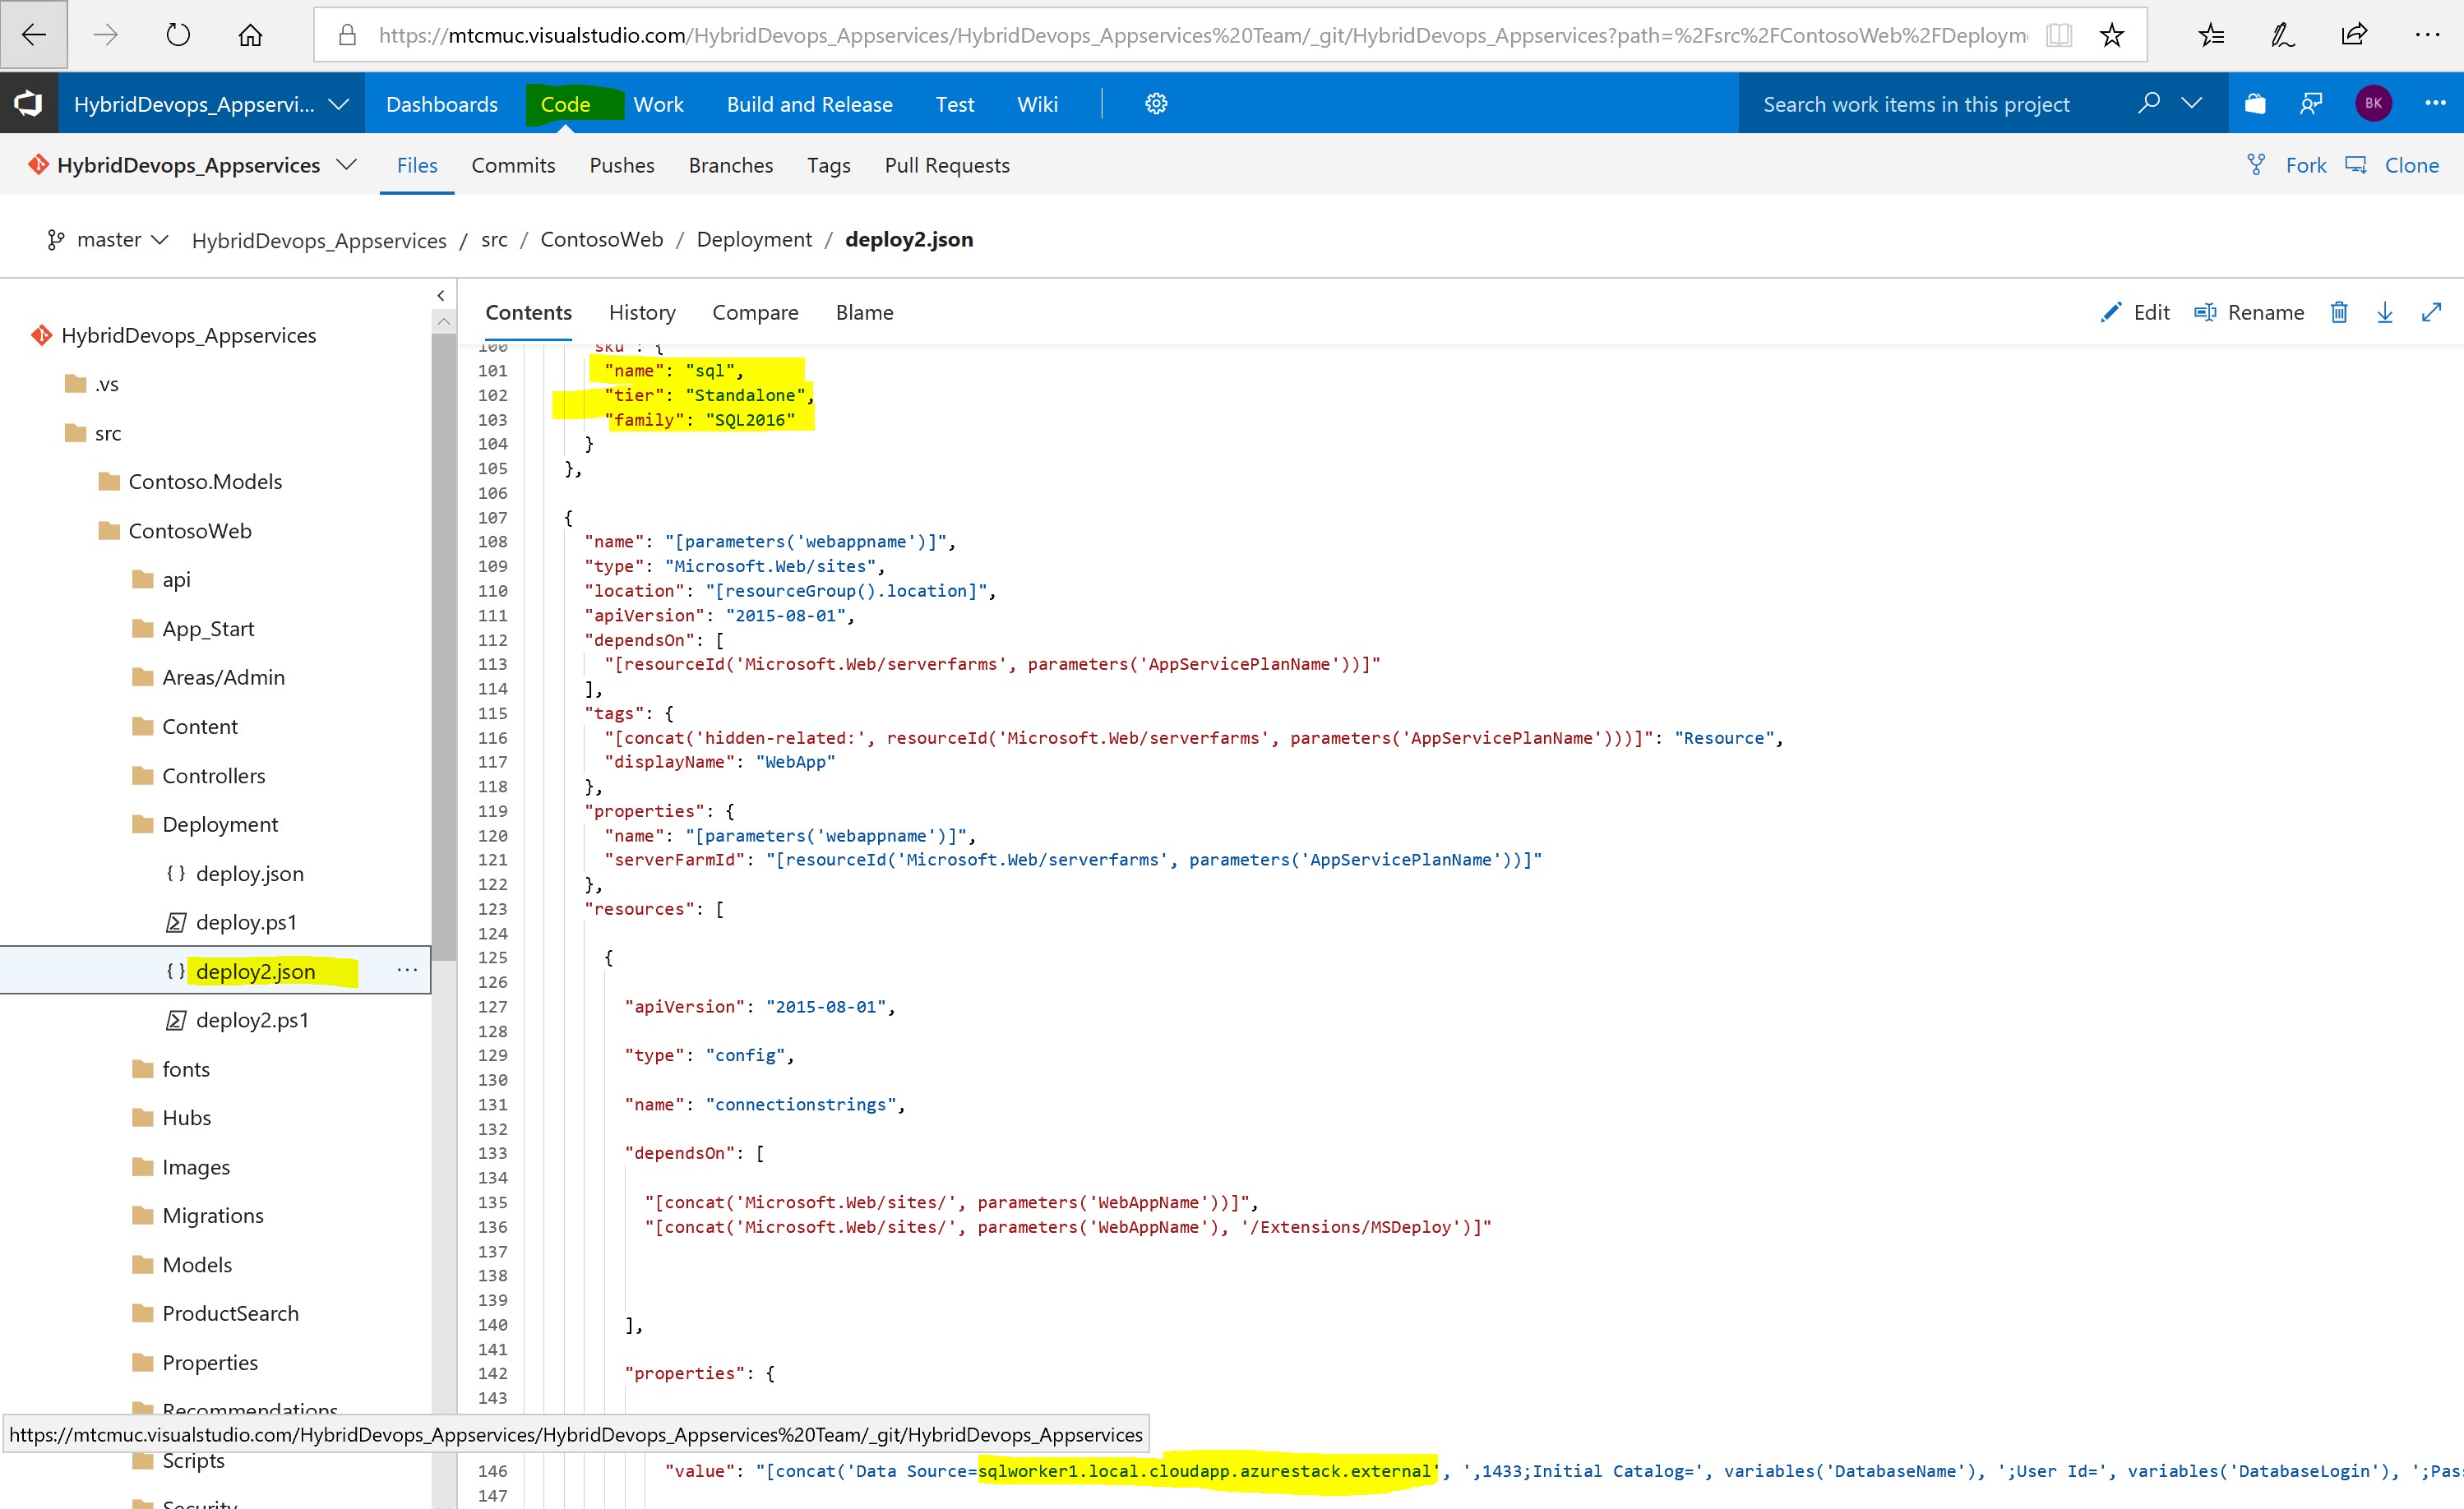 https://mtcmuc.visualstudio.com/HybridDevops_Appservices/HybridDevops_Appservices%20Team/_git/HybridDevops_Appservices?path=%2Fsrc%2FContosoWeb%2FDeploym
HybridDevops_Appservi... Dashboards Code Work Build and Release Test Wiki Search work items in this project BK
HybridDevops_Appservices Files Commits Pushes Branches Tags Pull Requests Fork Clone
master HybridDevops_Appservices / src / ContosoWeb / Deployment / deploy2.json
Contents History Compare Blame Edit Rename
HybridDevops_Appservices
.vs
src
Contoso.Models
ContosoWeb
api
App_Start
Areas/Admin
Content
Controllers
Deployment
{ } deploy.json
deploy.ps1
{ } deploy2.json ...
deploy2.ps1
fonts
Hubs
Images
Migrations
Models
ProductSearch
Properties
Recommendations
Scripts
Security
100 "sku": {
101 "name": "sql",
102 "tier": "Standalone",
103 "family": "SQL2016"
104 }
105 },
106
107 {
108 "name": "[parameters('webappname')]",
109 "type": "Microsoft.Web/sites",
110 "location": "[resourceGroup().location]",
111 "apiVersion": "2015-08-01",
112 "dependsOn": [
113 "[resourceId('Microsoft.Web/serverfarms', parameters('AppServicePlanName'))]"
114 ],
115 "tags": {
116 "[concat('hidden-related:', resourceId('Microsoft.Web/serverfarms', parameters('AppServicePlanName')))]": "Resource",
117 "displayName": "WebApp"
118 },
119 "properties": {
120 "name": "[parameters('webappname')]",
121 "serverFarmId": "[resourceId('Microsoft.Web/serverfarms', parameters('AppServicePlanName'))]"
122 },
123 "resources": [
124
125 {
126
127 "apiVersion": "2015-08-01",
128
129 "type": "config",
130
131 "name": "connectionstrings",
132
133 "dependsOn": [
134
135 "[concat('Microsoft.Web/sites/', parameters('WebAppName'))]",
136 "[concat('Microsoft.Web/sites/', parameters('WebAppName'), '/Extensions/MSDeploy')]"
137
138
139
140 ],
141
142 "properties": {
143
https://mtcmuc.visualstudio.com/HybridDevops_Appservices/HybridDevops_Appservices%20Team/_git/HybridDevops_Appservices
146 "value": "[concat('Data Source=sqlworker1.local.cloudapp.azurestack.external', ',1433;Initial Catalog=', variables('DatabaseName'), ';User Id=', variables('DatabaseLogin'), ';Pas
147